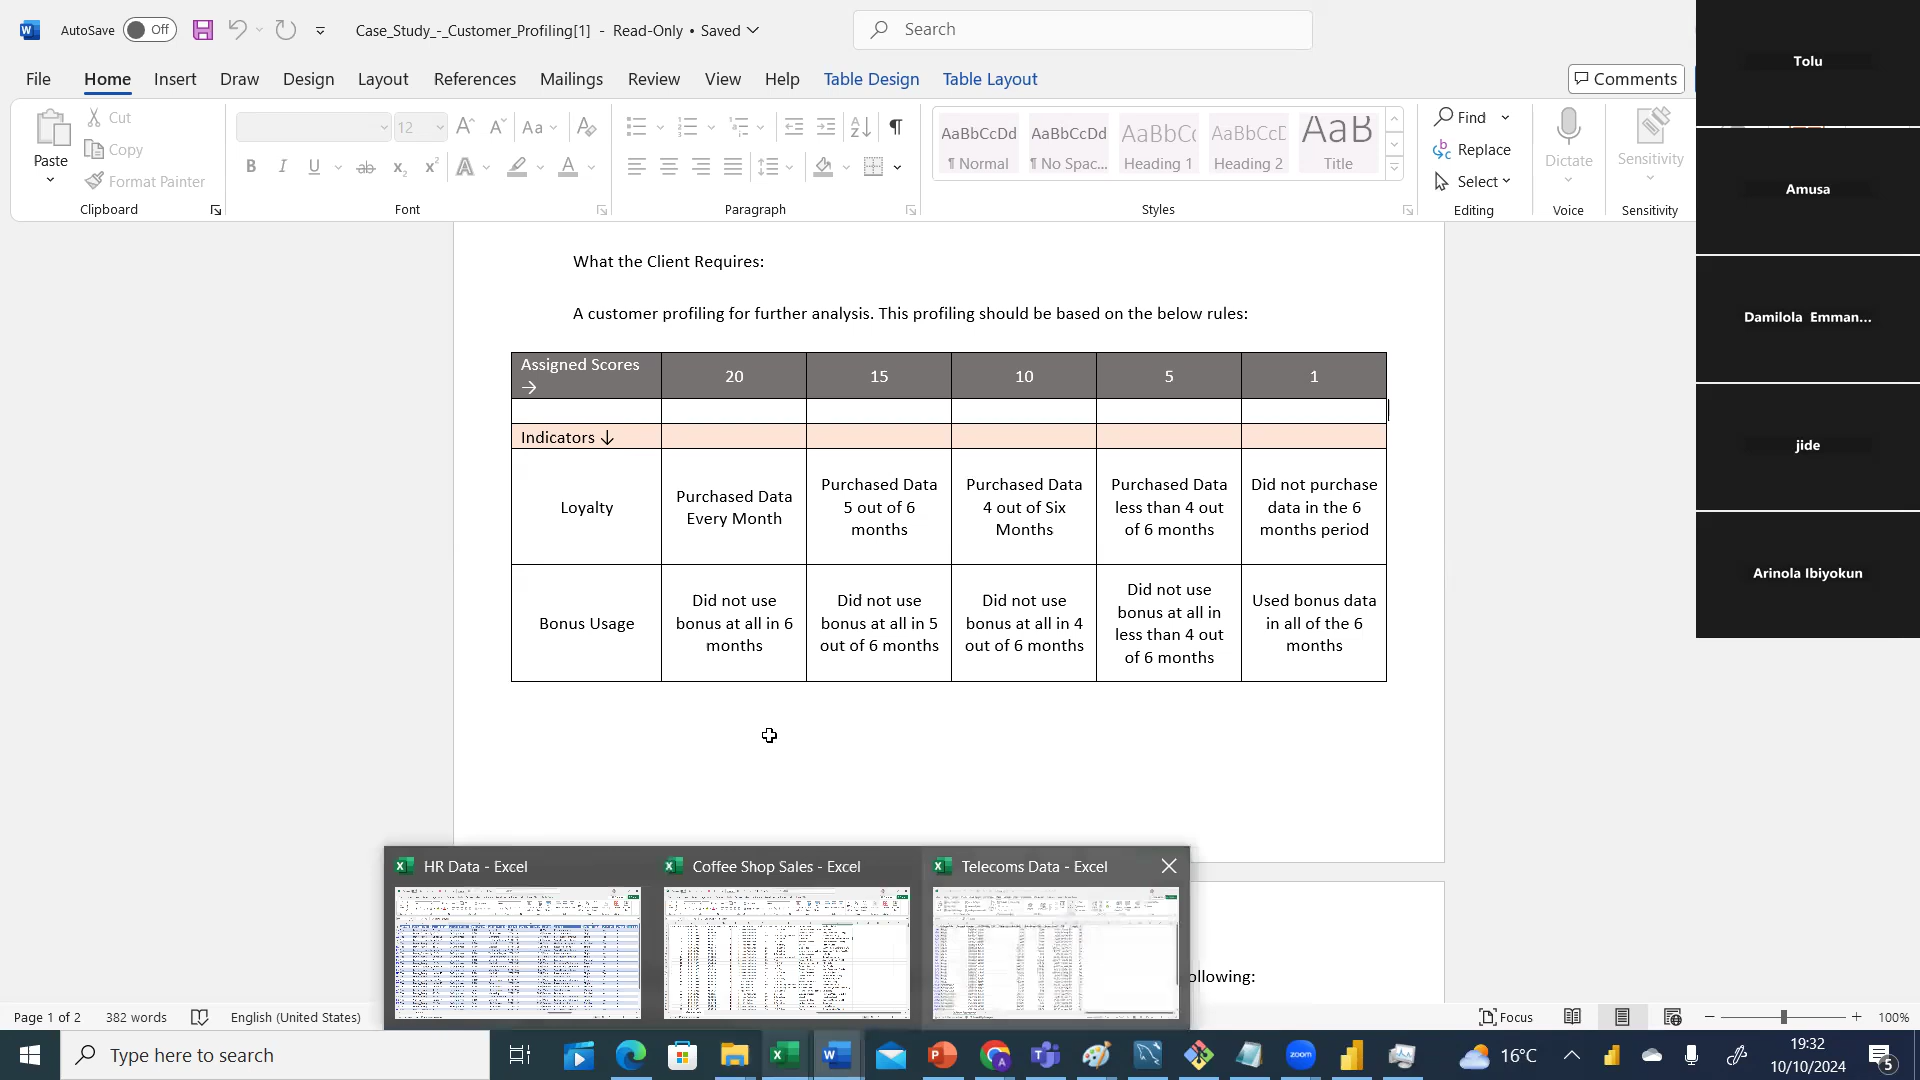 AutoSave Off Case_Study_-_Customer_Profiling[1] - Read-Only • Saved Search
File Home Insert Draw Design Layout References Mailings Review View Help Table Design Table Layout Comments
Paste Cut Copy Format Painter
12 Aa
AaBbCcDd AaBbCcDd AaBbCc AaBbCcD AaB
¶ Normal ¶ No Spac... Heading 1 Heading 2 Title
Find Replace Select
Dictate Sensitivity
Clipboard Font Paragraph Styles Editing Voice Sensitivity
Tolu
Amusa
Damilola Emman...
jide
Arinola Ibiyokun
What the Client Requires:
A customer profiling for further analysis. This profiling should be based on the below rules:
Assigned Scores → 20 15 10 5 1
Indicators ↓
Loyalty
Purchased Data
Every Month
Purchased Data
5 out of 6
months
Purchased Data
4 out of Six
Months
Purchased Data
less than 4 out
of 6 months
Did not purchase
data in the 6
months period
Bonus Usage
Did not use
bonus at all in 6
months
Did not use
bonus at all in 5
out of 6 months
Did not use
bonus at all in 4
out of 6 months
Did not use
bonus at all in
less than 4 out
of 6 months
Used bonus data
in all of the 6
months
HR Data - Excel Coffee Shop Sales - Excel Telecoms Data - Excel
ollowing:
Page 1 of 2 382 words English (United States) Focus 100%
Type here to search zoom 16°C 19:32
10/10/2024 5